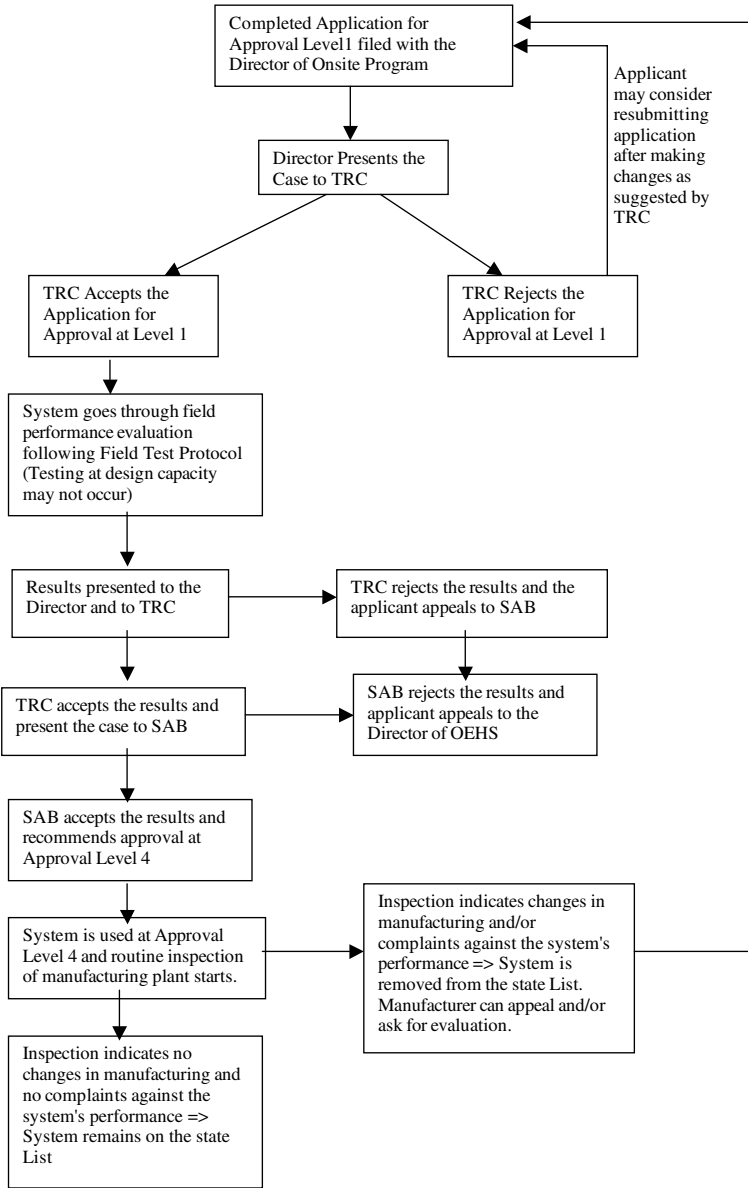 Completed Application for
Approval Level1 filed with the
Director of Onsite Program
Applicant
may consider
resubmitting
application
after making
changes as
suggested by
TRC
Director Presents the
Case to TRC
TRC Accepts the
Application for
Approval at Level 1
TRC Rejects the
Application for
Approval at Level 1
System goes through field
performance evaluation
following Field Test Protocol
(Testing at design capacity
may not occur)
Results presented to the
Director and to TRC
TRC rejects the results and the
applicant appeals to SAB
TRC accepts the results and
present the case to SAB
SAB rejects the results and
applicant appeals to the
Director of OEHS
SAB accepts the results and
recommends approval at
Approval Level 4
System is used at Approval
Level 4 and routine inspection
of manufacturing plant starts.
Inspection indicates changes in
manufacturing and/or
complaints against the system's
performance => System is
removed from the state List.
Manufacturer can appeal and/or
ask for evaluation.
Inspection indicates no
changes in manufacturing and
no complaints against the
system's performance =>
System remains on the state
List